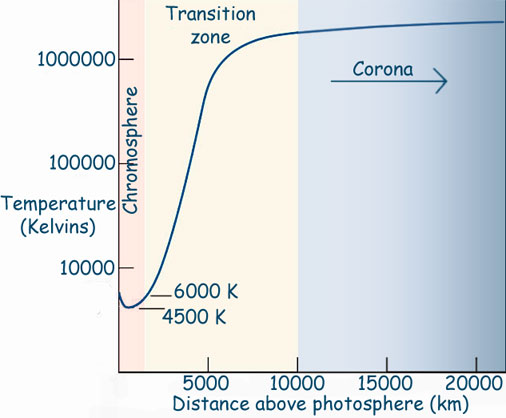 Transition
zone
1000000
Corona
Chromosphere
100000
Temperature
(Kelvins)
10000
6000 K
4500 K
5000 10000 15000 20000
Distance above photosphere (km)